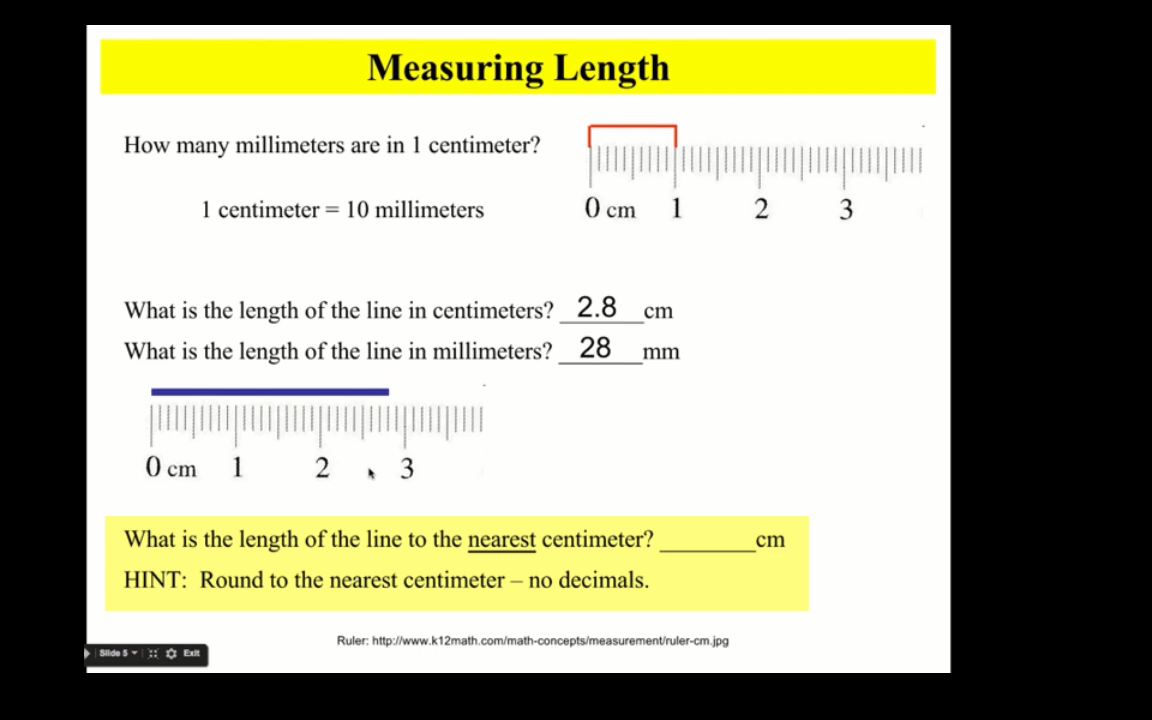 Measuring Length
How many millimeters are in 1 centimeter?
1 centimeter = 10 millimeters
0 cm 1 2 3
What is the length of the line in centimeters? 2.8 cm
What is the length of the line in millimeters? 28 mm
0 cm 1 2 3
What is the length of the line to the nearest centimeter? ________cm
HINT: Round to the nearest centimeter – no decimals.
Ruler: http://www.k12math.com/math-concepts/measurement/ruler-cm.jpg
Slide 5 Exit